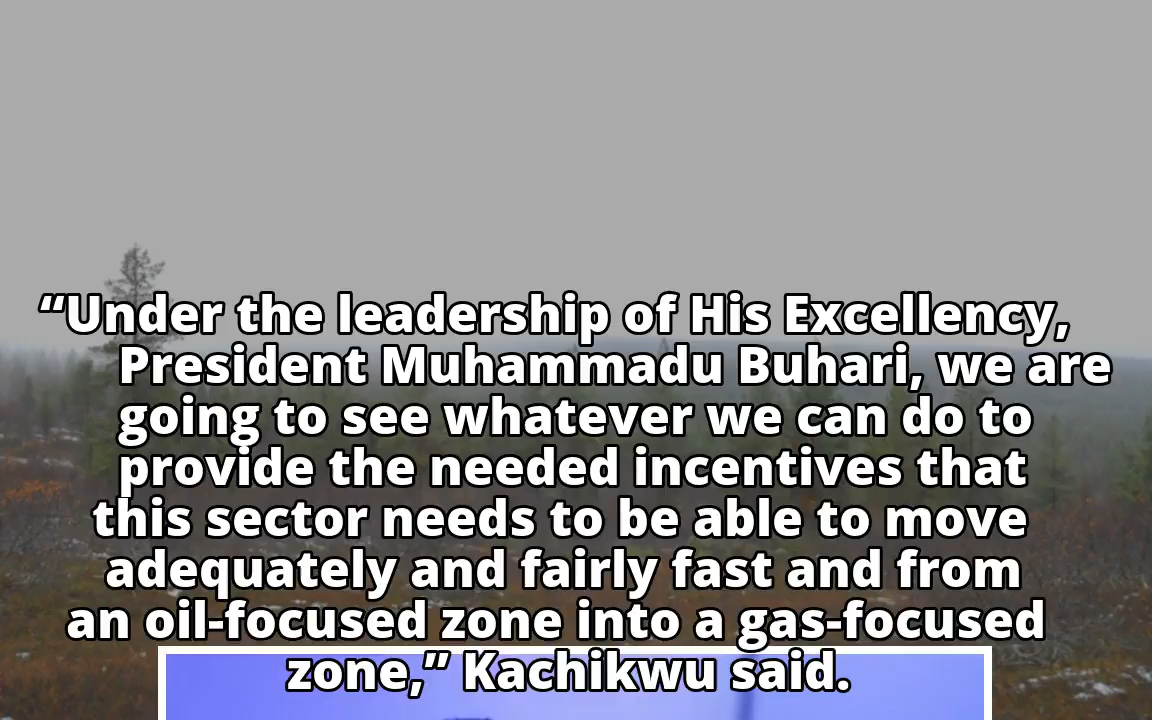 “Under the leadership of His Excellency,
President Muhammadu Buhari, we are
going to see whatever we can do to
provide the needed incentives that
this sector needs to be able to move
adequately and fairly fast and from
an oil-focused zone into a gas-focused
zone,” Kachikwu said.